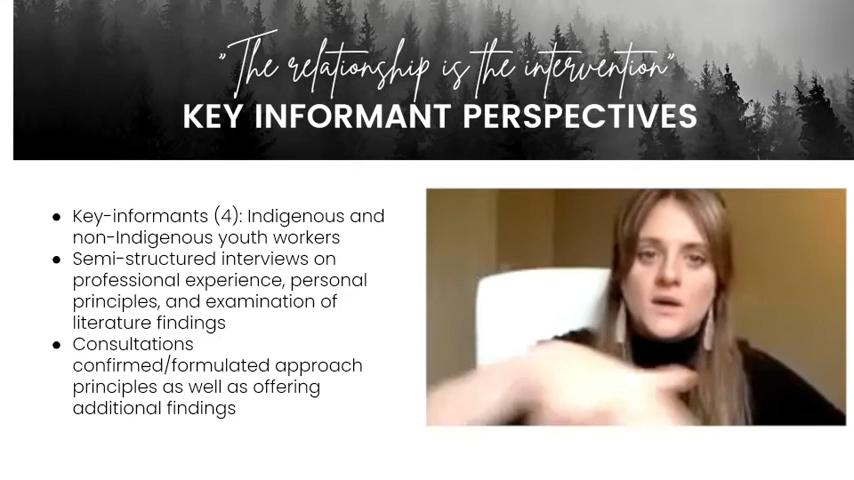 "The relationship is the intervention"
KEY INFORMANT PERSPECTIVES
● Key-informants (4): Indigenous and
non-Indigenous youth workers
● Semi-structured interviews on
professional experience, personal
principles, and examination of
literature findings
● Consultations
confirmed/formulated approach
principles as well as offering
additional findings